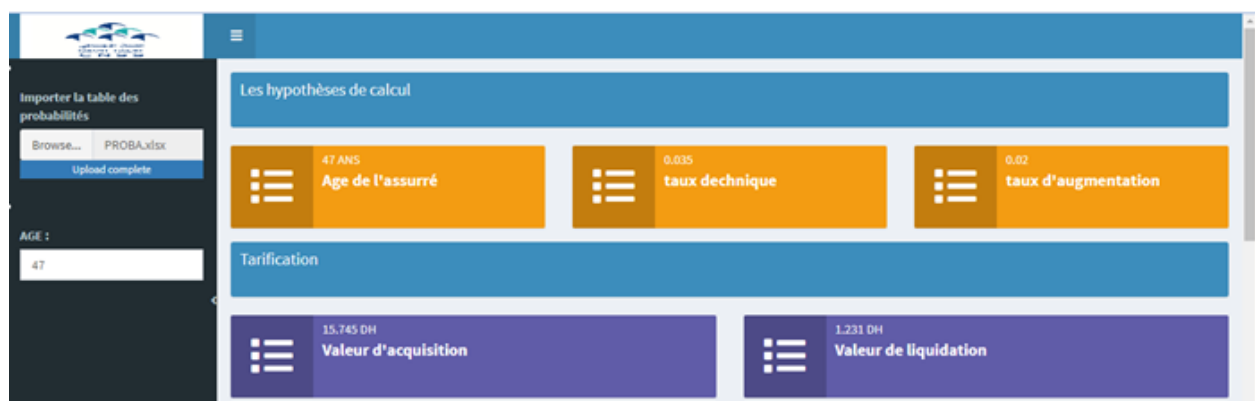 CNSS
Importer la table des
probabilités
Browse... PROBA.xlsx
Upload complete
AGE :
47
Les hypothèses de calcul
47 ANS
Age de l'assurré
0.035
taux dechnique
0.02
taux d'augmentation
Tarification
15.745 DH
Valeur d'acquisition
1.231 DH
Valeur de liquidation